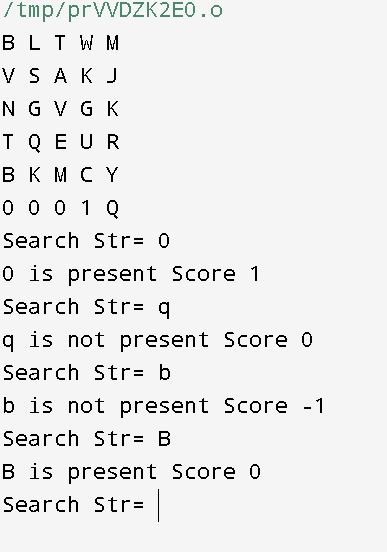 /tmp/prVVDZK2EO.o
B L T W M
V S A K J
N G V G K
T Q E U R
B K M C Y
0 0 0 1 Q
Search Str= 0
0 is present Score 1
Search Str= q
q is not present Score 0
Search Str= b
b is not present Score -1
Search Str= B
B is present Score 0
Search Str=